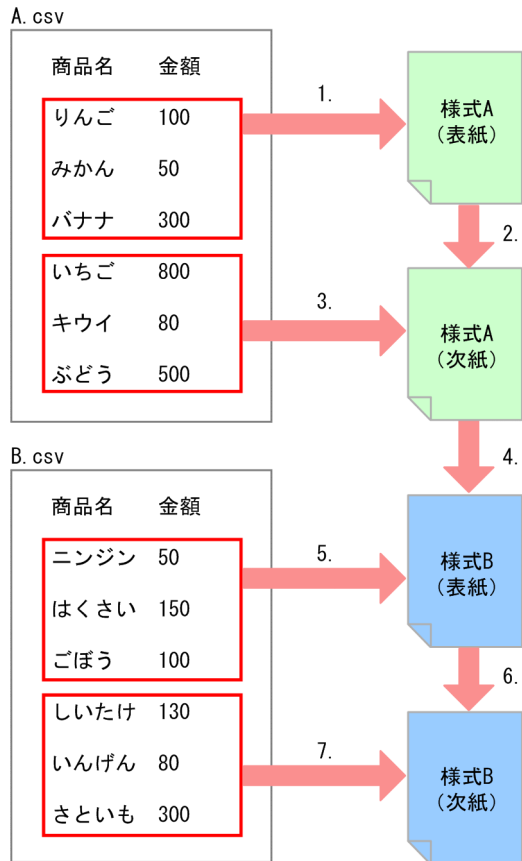 A.csv
商品名 金額
りんご 100
みかん 50
バナナ 300
いちご 800
キウイ 80
ぶどう 500
1.
様式A
(表紙)
2.
3.
様式A
(次紙)
4.
B.csv
商品名 金額
ニンジン 50
はくさい 150
ごぼう 100
しいたけ 130
いんげん 80
さといも 300
5.
様式B
(表紙)
6.
7.
様式B
(次紙)